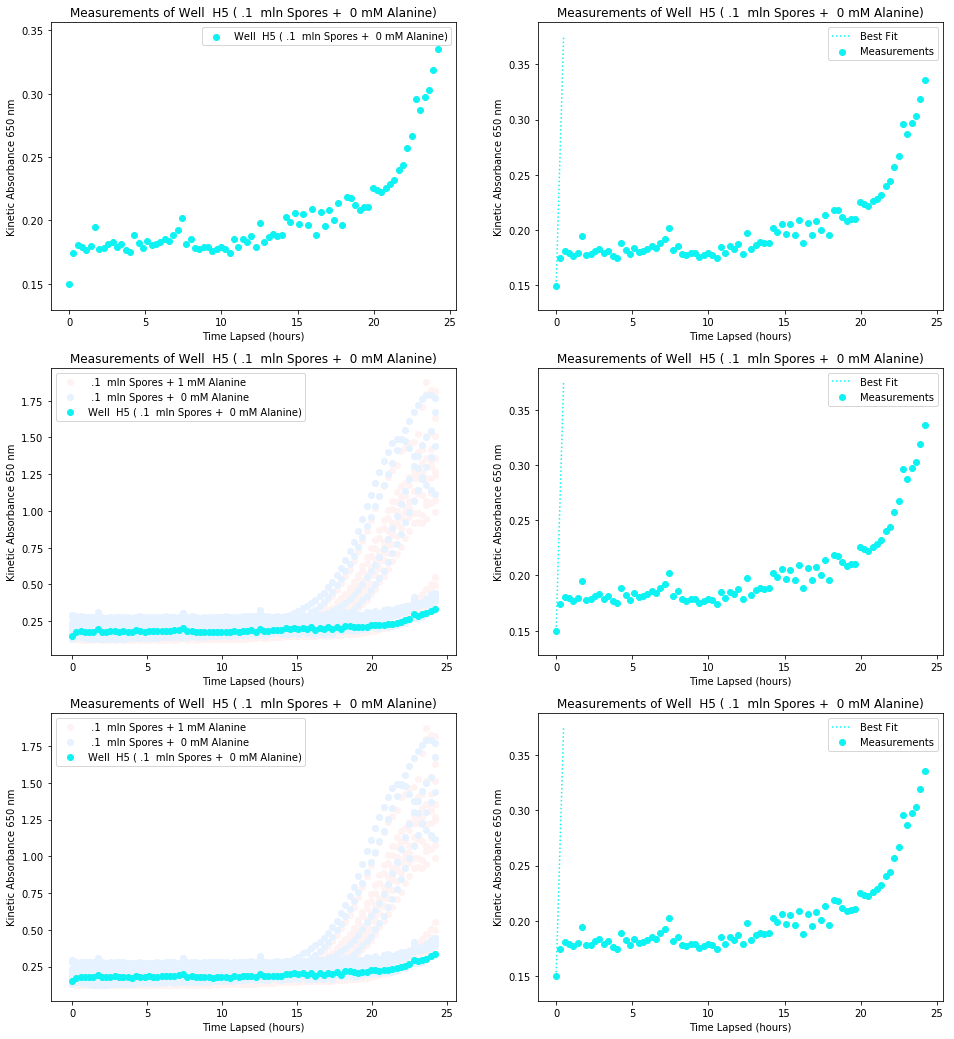 Measurements of Well  H5 ( .1  mln Spores +  0 mM Alanine)
Well  H5 ( .1  mln Spores +  0 mM Alanine)
Kinetic Absorbance 650 nm
0.35
0.30
0.25
0.20
0.15
0 5 10 15 20 25
Time Lapsed (hours)
Measurements of Well  H5 ( .1  mln Spores +  0 mM Alanine)
Best Fit
Measurements
Kinetic Absorbance 650 nm
0.35
0.30
0.25
0.20
0.15
0 5 10 15 20 25
Time Lapsed (hours)
Measurements of Well  H5 ( .1  mln Spores +  0 mM Alanine)
.1  mln Spores + 1 mM Alanine
.1  mln Spores +  0 mM Alanine
Well  H5 ( .1  mln Spores +  0 mM Alanine)
Kinetic Absorbance 650 nm
1.75
1.50
1.25
1.00
0.75
0.50
0.25
0 5 10 15 20 25
Time Lapsed (hours)
Measurements of Well  H5 ( .1  mln Spores +  0 mM Alanine)
Best Fit
Measurements
Kinetic Absorbance 650 nm
0.35
0.30
0.25
0.20
0.15
0 5 10 15 20 25
Time Lapsed (hours)
Measurements of Well  H5 ( .1  mln Spores +  0 mM Alanine)
.1  mln Spores + 1 mM Alanine
.1  mln Spores +  0 mM Alanine
Well  H5 ( .1  mln Spores +  0 mM Alanine)
Kinetic Absorbance 650 nm
1.75
1.50
1.25
1.00
0.75
0.50
0.25
0 5 10 15 20 25
Time Lapsed (hours)
Measurements of Well  H5 ( .1  mln Spores +  0 mM Alanine)
Best Fit
Measurements
Kinetic Absorbance 650 nm
0.35
0.30
0.25
0.20
0.15
0 5 10 15 20 25
Time Lapsed (hours)